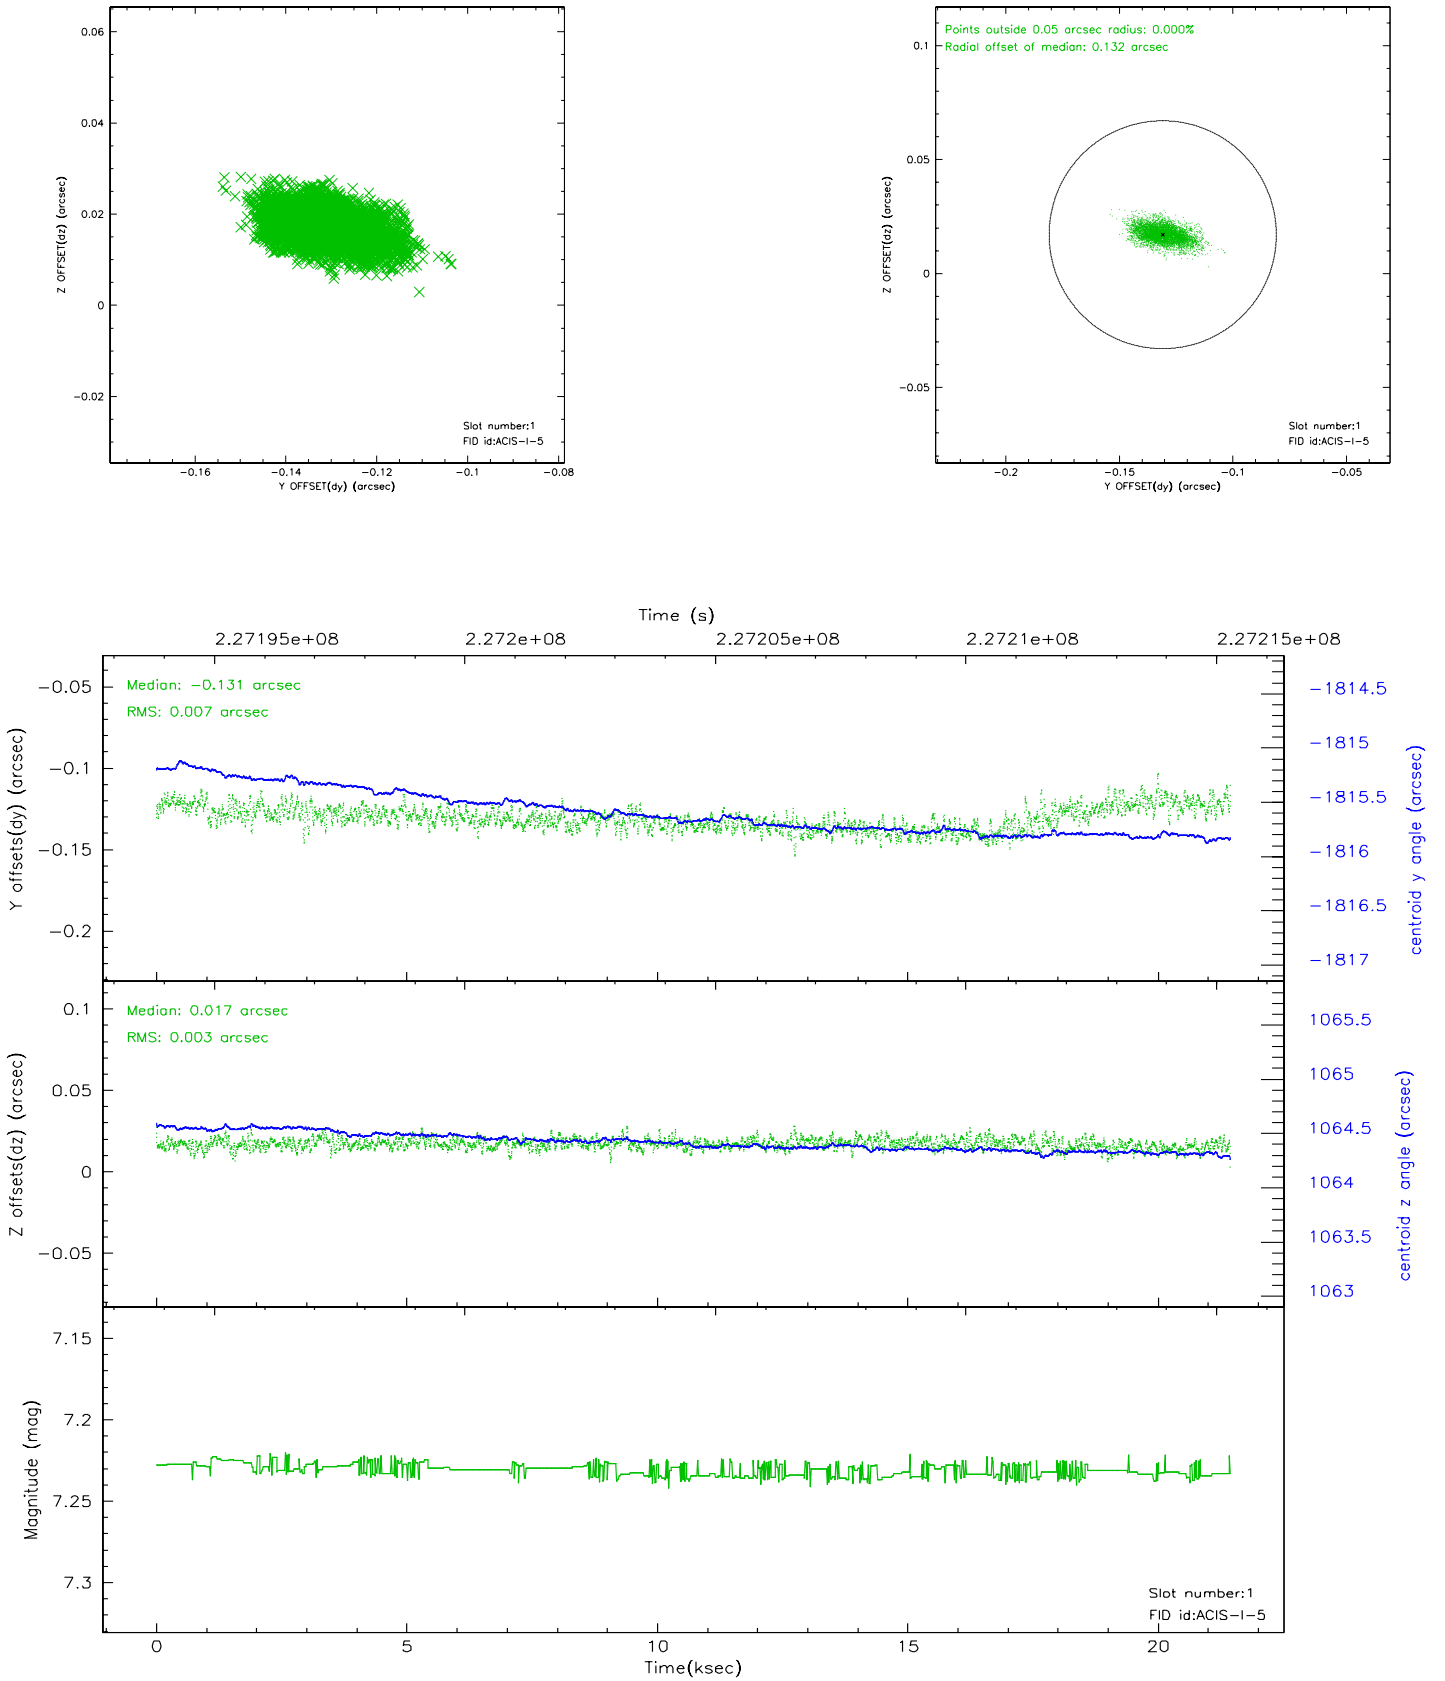 0.06
0.04
0.02
0
−0.02
Z OFFSET(dz) (arcsec)
−0.16 −0.14 −0.12 −0.1 −0.08
Y OFFSET(dy) (arcsec)
Slot number:1
FID id:ACIS−I−5
Points outside 0.05 arcsec radius: 0.000%
Radial offset of median: 0.132 arcsec
0.1
0.05
0
−0.05
Z OFFSET(dz) (arcsec)
−0.2 −0.15 −0.1 −0.05
Y OFFSET(dy) (arcsec)
Slot number:1
FID id:ACIS−I−5
Time (s)
2.27195e+08 2.272e+08 2.27205e+08 2.2721e+08 2.27215e+08
Median: −0.131 arcsec
RMS: 0.007 arcsec
−0.05
−0.1
−0.15
−0.2
Y offsets(dy) (arcsec)
−1814.5
−1815
−1815.5
−1816
−1816.5
−1817
centroid y angle (arcsec)
Median: 0.017 arcsec
RMS: 0.003 arcsec
0.1
0.05
0
−0.05
Z offsets(dz) (arcsec)
1065.5
1065
1064.5
1064
1063.5
1063
centroid z angle (arcsec)
7.15
7.2
7.25
7.3
Magnitude (mag)
Slot number:1
FID id:ACIS−I−5
0 5 10 15 20
Time(ksec)